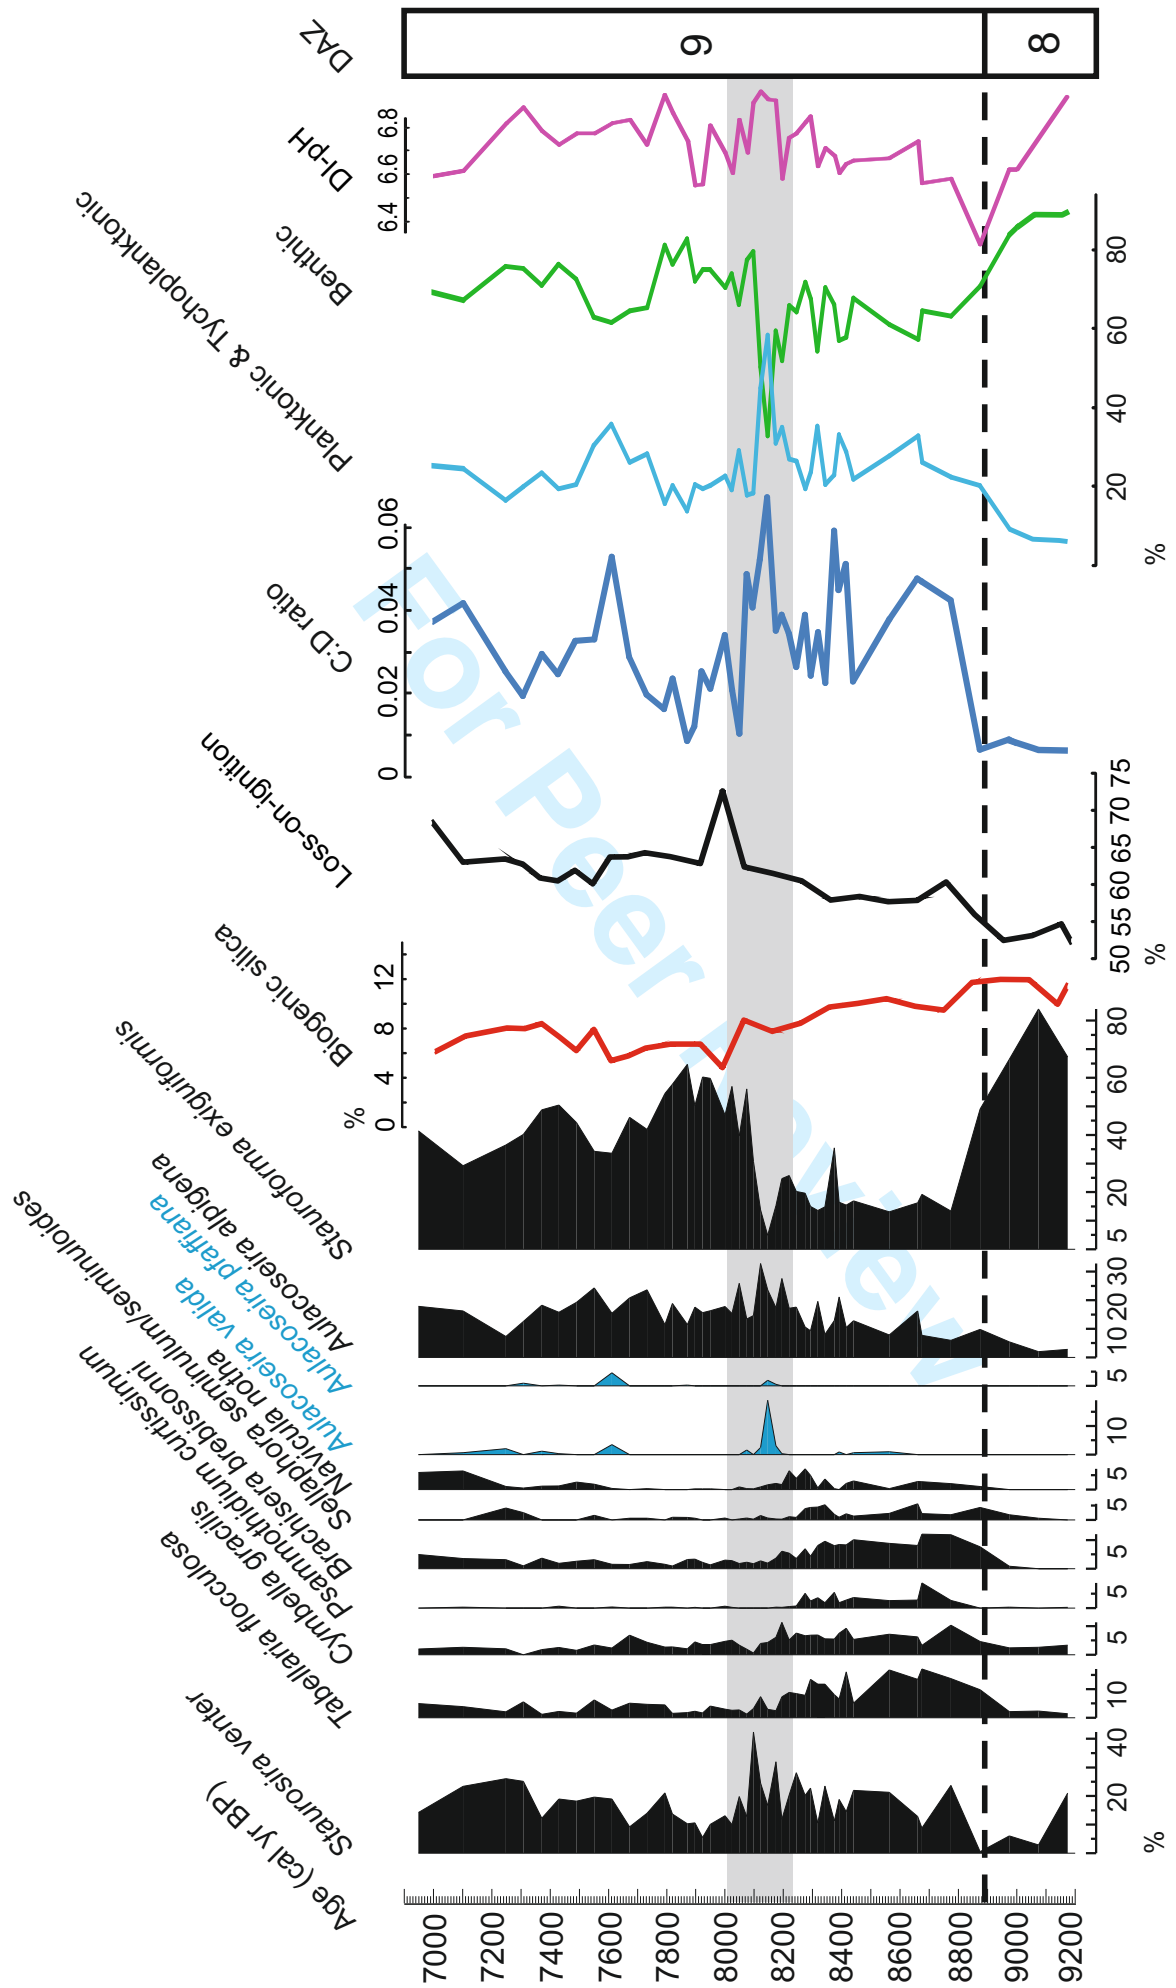 Age (cal yr BP)
Staurosira venter
Tabellaria flocculosa
Cymbella gracilis
Psammothidium curtissimum
Brachisera brebissonni
Sellaphora seminulum/seminuloides
Navicula notha
Aulacoseira valida
Aulacoseira pfaffiana
Aulacoseira alpigena
Stauroforma exiguiformis
Biogenic silica
Loss-on-ignition
C:D ratio
Planktonic & Tychoplanktonic
Benthic
DI-pH
DAZ
% 0 4 8 12
0 0.02 0.04 0.06
6.4 6.6 6.8
7000
7200
7400
7600
7800
8000
8200
8400
8600
8800
9000
9200
9
8
For Peer Review
20 40
10
5
5
5
5
5
10
5
10 20 30
5 20 40 60 80
50 55 60 65 70 75
20 40 60 80
%
%
%